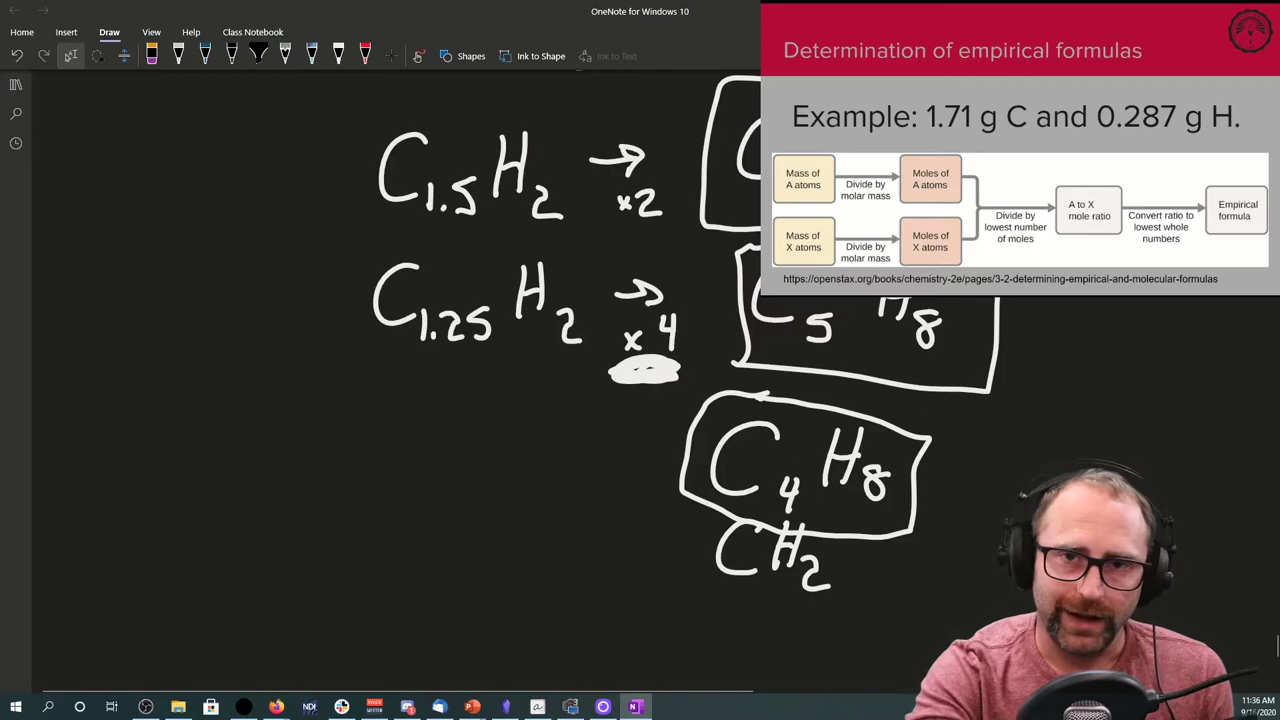 OneNote for Windows 10
Home Insert Draw View Help Class Notebook
Shapes Ink to Shape Ink to Text
Determination of empirical formulas
Example: 1.71 g C and 0.287 g H.
Mass of
A atoms
Divide by
molar mass
Moles of
A atoms
Mass of
X atoms
Divide by
molar mass
Moles of
X atoms
Divide by
lowest number
of moles
A to X
mole ratio
Convert ratio to
lowest whole
numbers
Empirical
formula
https://openstax.org/books/chemistry-2e/pages/3-2-determining-empirical-and-molecular-formulas
C1.5H2 → x2 C
C1.25H2 → x4 C5H8
C4H8
CH2
11:36 AM